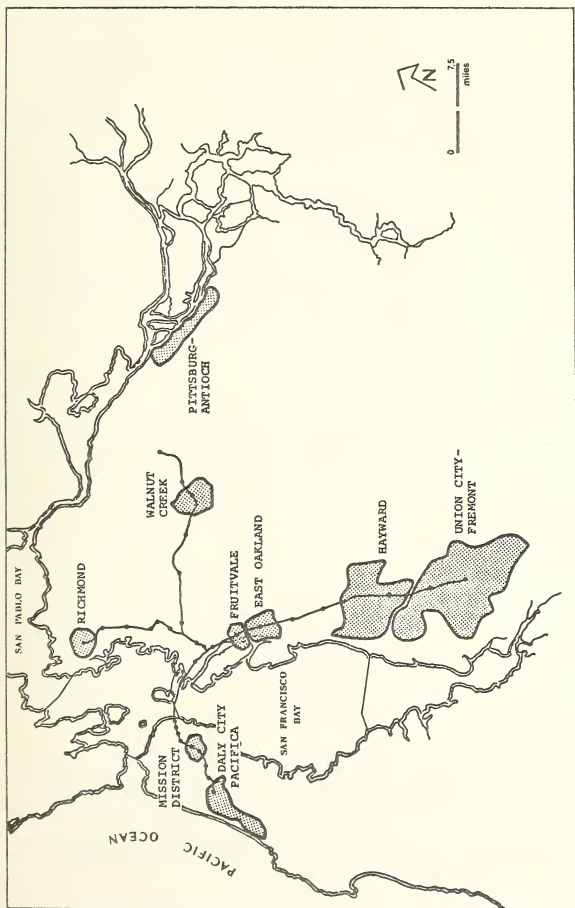 SAN PABLO BAY
RICHMOND
WALNUT
CREEK
PITTSBURG-
ANTIOCH
FRUITVALE
EAST OAKLAND
HAYWARD
UNION CITY-
FREMONT
MISSION
DISTRICT
DALY CITY
PACIFICA
SAN FRANCISCO
BAY
PACIFIC
OCEAN
N
0 7.5
miles